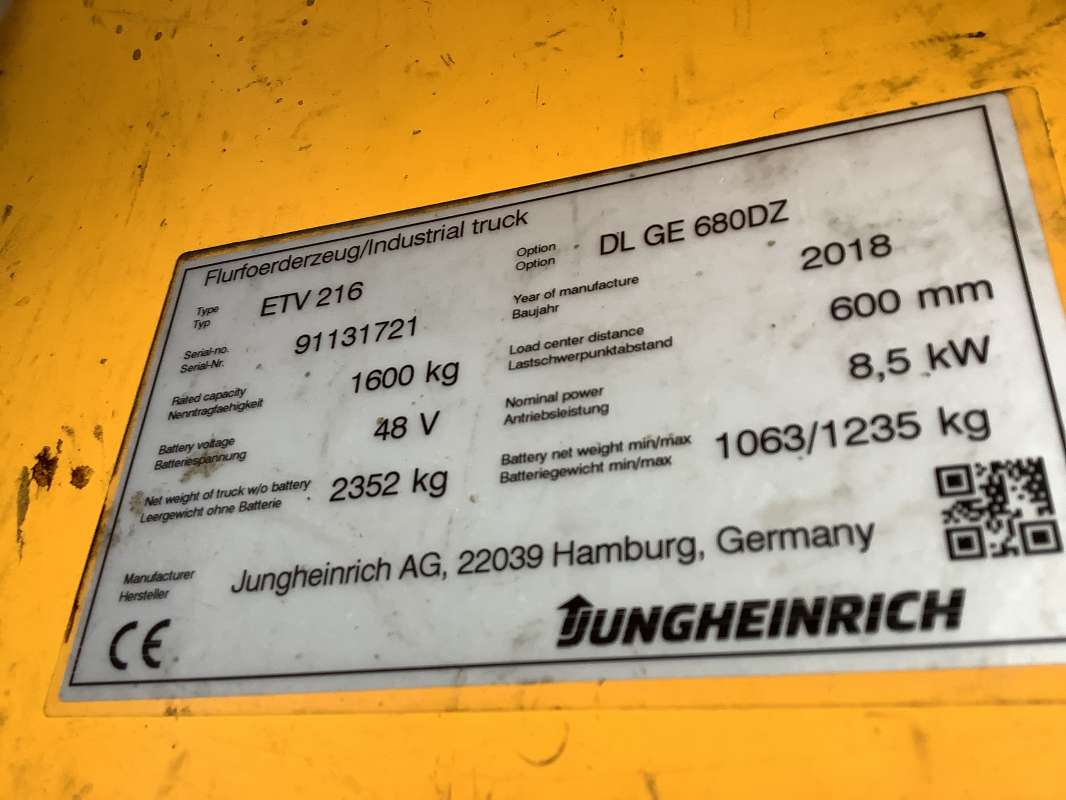 Flurfoerderzeug/Industrial truck
Type
Typ
ETV 216
Option
Option
DL GE 680DZ
Serial-no.
Serial-Nr.
91131721
Year of manufacture
Baujahr
2018
Rated capacity
Nenntragfaehigkeit
1600 kg
Load center distance
Lastschwerpunktabstand
600 mm
Battery voltage
Batteriespannung
48 V
Nominal power
Antriebsleistung
8,5 kW
Net weight of truck w/o battery
Leergewicht ohne Batterie
2352 kg
Battery net weight min/max
Batteriegewicht min/max
1063/1235 kg
Manufacturer
Hersteller
Jungheinrich AG, 22039 Hamburg, Germany
CE
JUNGHEINRICH